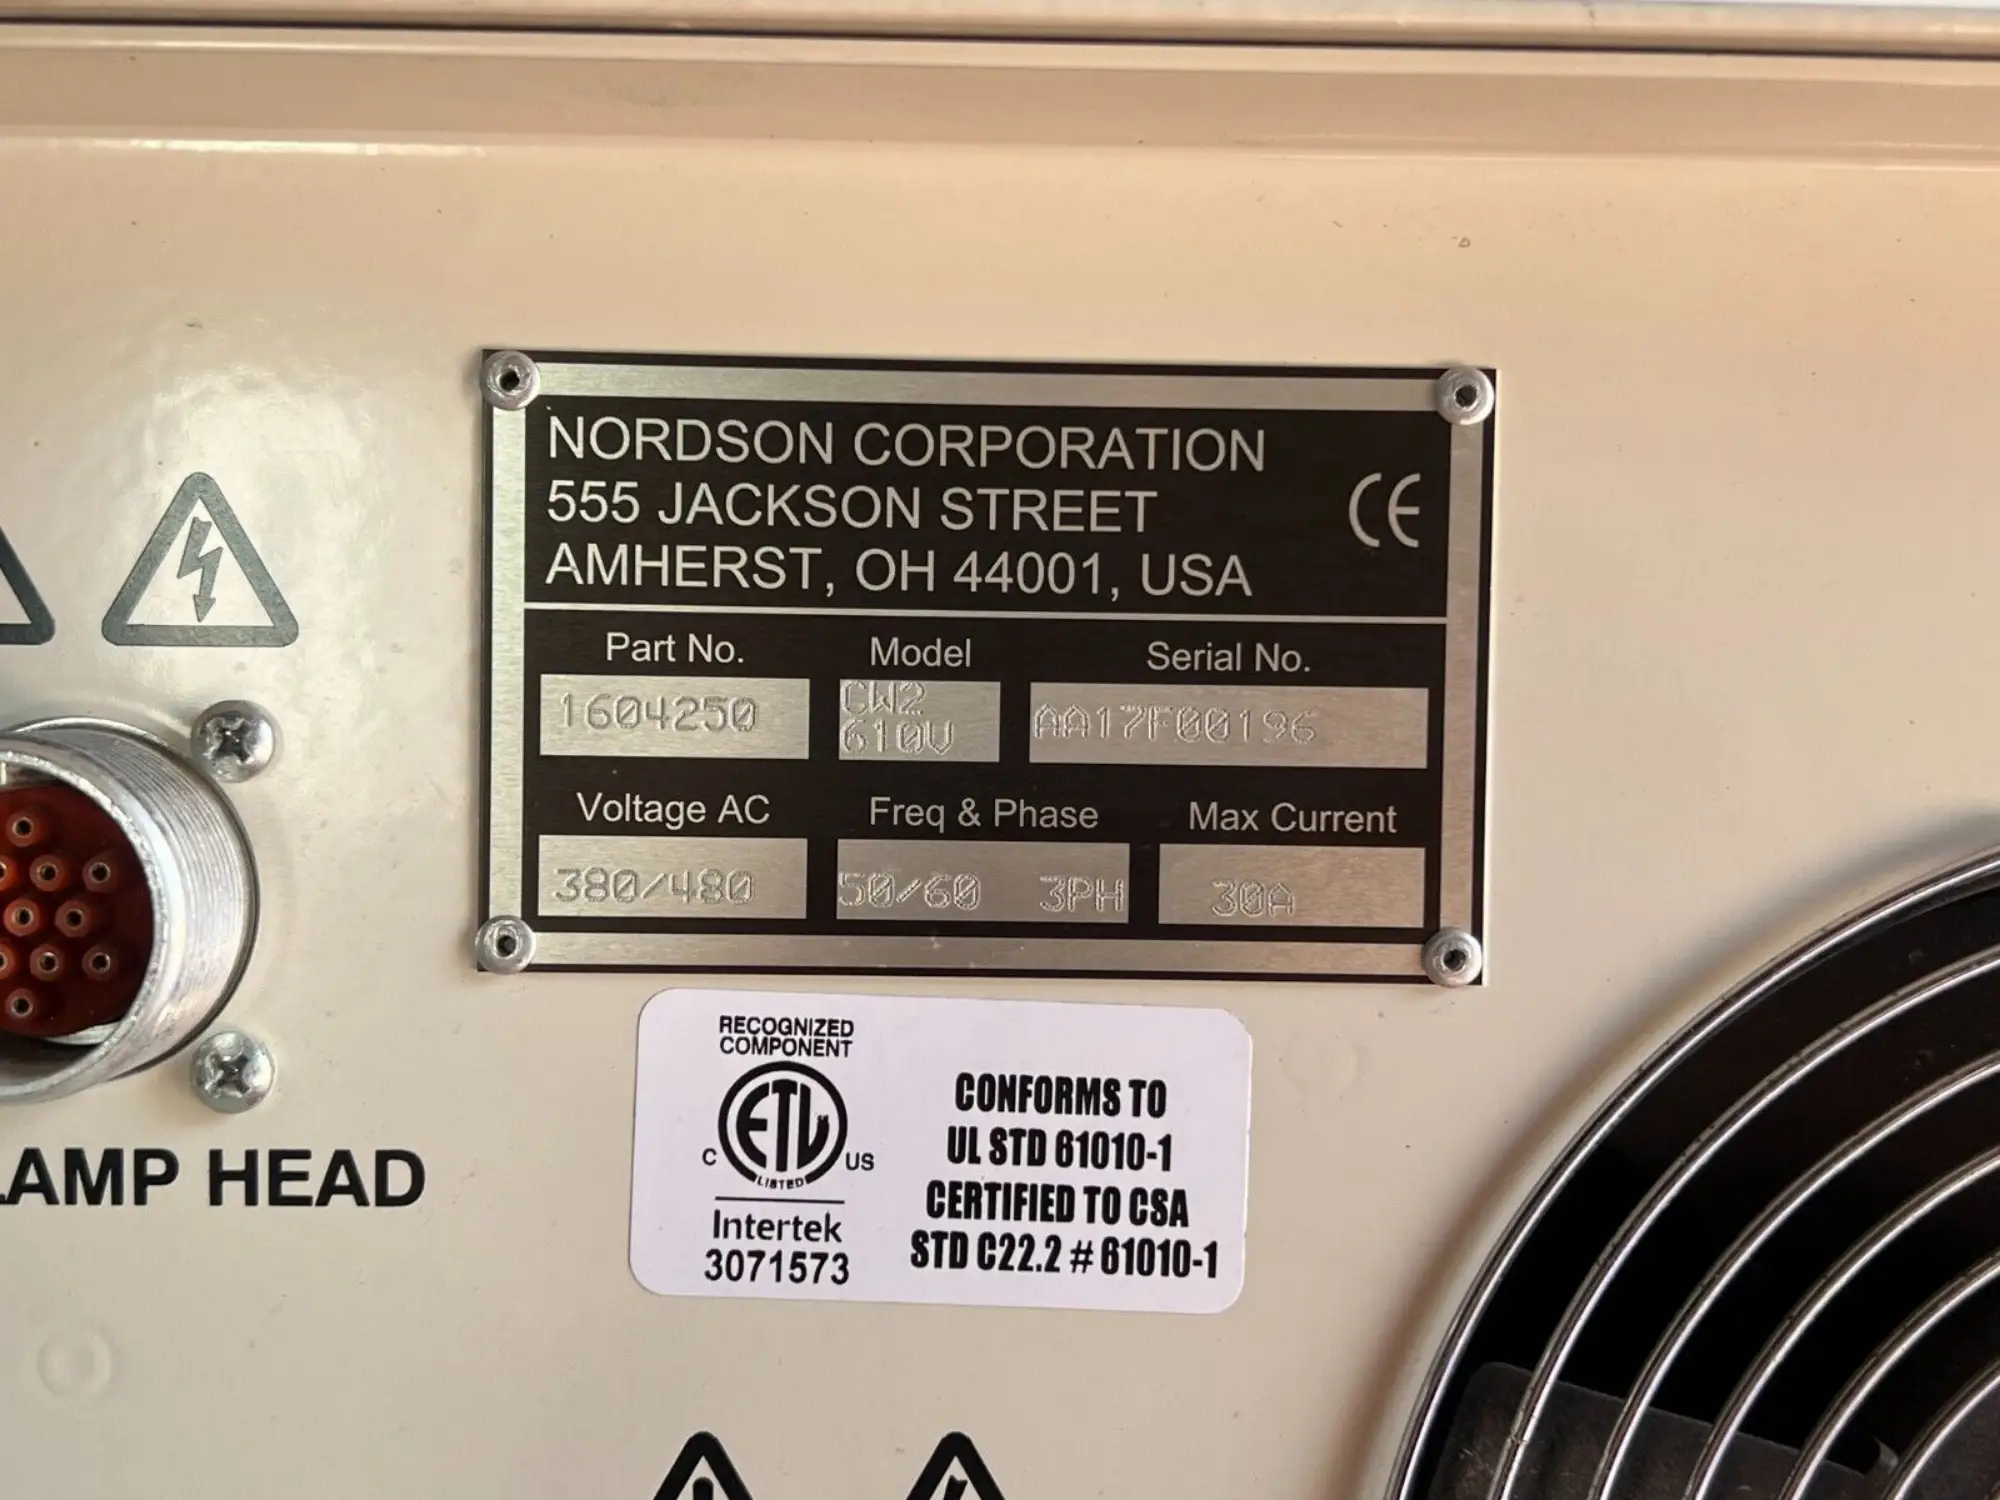 NORDSON CORPORATION
555 JACKSON STREET
AMHERST, OH 44001, USA
CE
Part No. Model Serial No.
1604250 CW2 610V AA17F00196
Voltage AC Freq & Phase Max Current
380/480 50/60 3PH 30A
RECOGNIZED
COMPONENT
C ETL US
LISTED
Intertek
3071573
CONFORMS TO
UL STD 61010-1
CERTIFIED TO CSA
STD C22.2 # 61010-1
LAMP HEAD